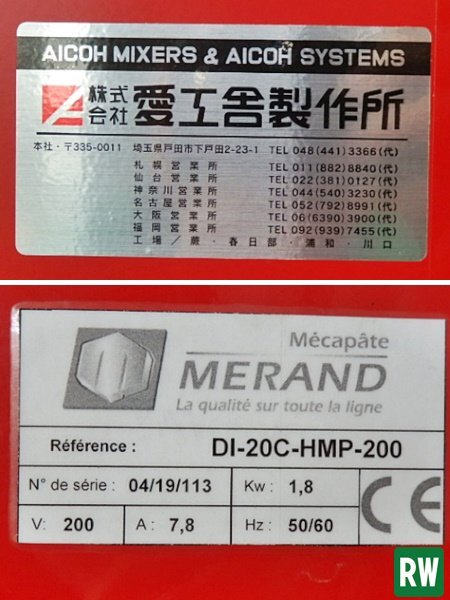 AICOH MIXERS & AICOH SYSTEMS
株式会社 愛工舎製作所
本社・〒335-0011 埼玉県戸田市下戸田2-23-1 TEL 048(441)3366(代)
札幌営業所 TEL 011(882)8840(代)
仙台営業所 TEL 022(381)0127(代)
神奈川営業所 TEL 044(540)3230(代)
名古屋営業所 TEL 052(792)8991(代)
大阪営業所 TEL 06(6390)3900(代)
福岡営業所 TEL 092(939)7455(代)
工場/蕨・春日部・浦和・川口
Mécapâte
MERAND
La qualité sur toute la ligne
Référence : DI-20C-HMP-200
N° de série : 04/19/113 Kw : 1,8
V: 200 A : 7,8 Hz : 50/60
CE
RW